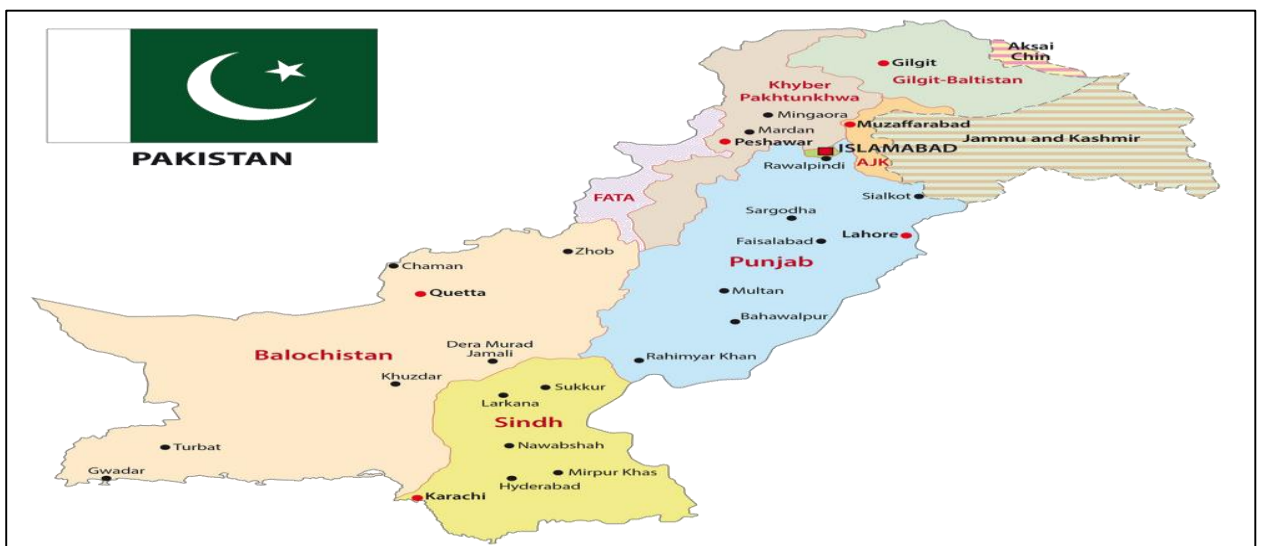 PAKISTAN
Aksai
Chin
Gilgit
Gilgit-Baltistan
Khyber
Pakhtunkhwa
Mingaora
Mardan
Peshawar
Muzaffarabad
Jammu and Kashmir
ISLAMABAD
Rawalpindi
AJK
FATA
Sialkot
Sargodha
Lahore
Faisalabad
Punjab
Zhob
Chaman
Quetta
Multan
Bahawalpur
Dera Murad
Jamali
Balochistan
Rahimyar Khan
Khuzdar
Sukkur
Larkana
Sindh
Turbat
Nawabshah
Gwadar
Mirpur Khas
Hyderabad
Karachi